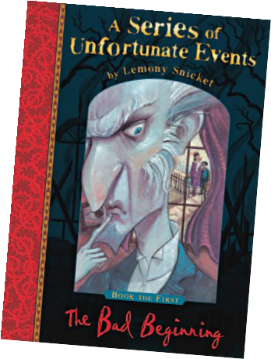 A Series of
Unfortunate Events
by Lemony Snicket
Book the First
The Bad Beginning